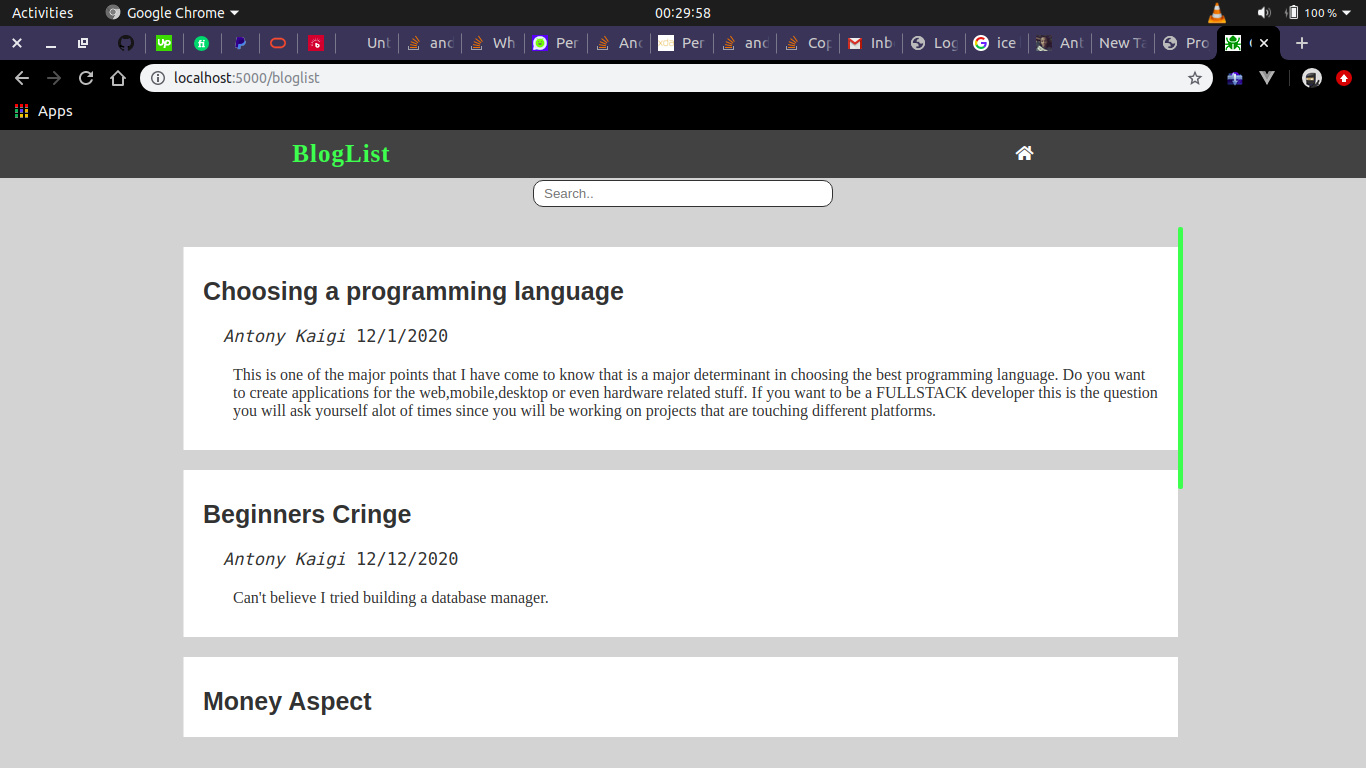 Activities Google Chrome 00:29:58 100 %
Up fi Unt and Wh Per And xda Per and Cop Inb Log ice Ant New Ta Pro
localhost:5000/bloglist
Apps
BlogList
Search..
Choosing a programming language
Antony Kaigi 12/1/2020
This is one of the major points that I have come to know that is a major determinant in choosing the best programming language. Do you want
to create applications for the web,mobile,desktop or even hardware related stuff. If you want to be a FULLSTACK developer this is the question
you will ask yourself alot of times since you will be working on projects that are touching different platforms.
Beginners Cringe
Antony Kaigi 12/12/2020
Can't believe I tried building a database manager.
Money Aspect